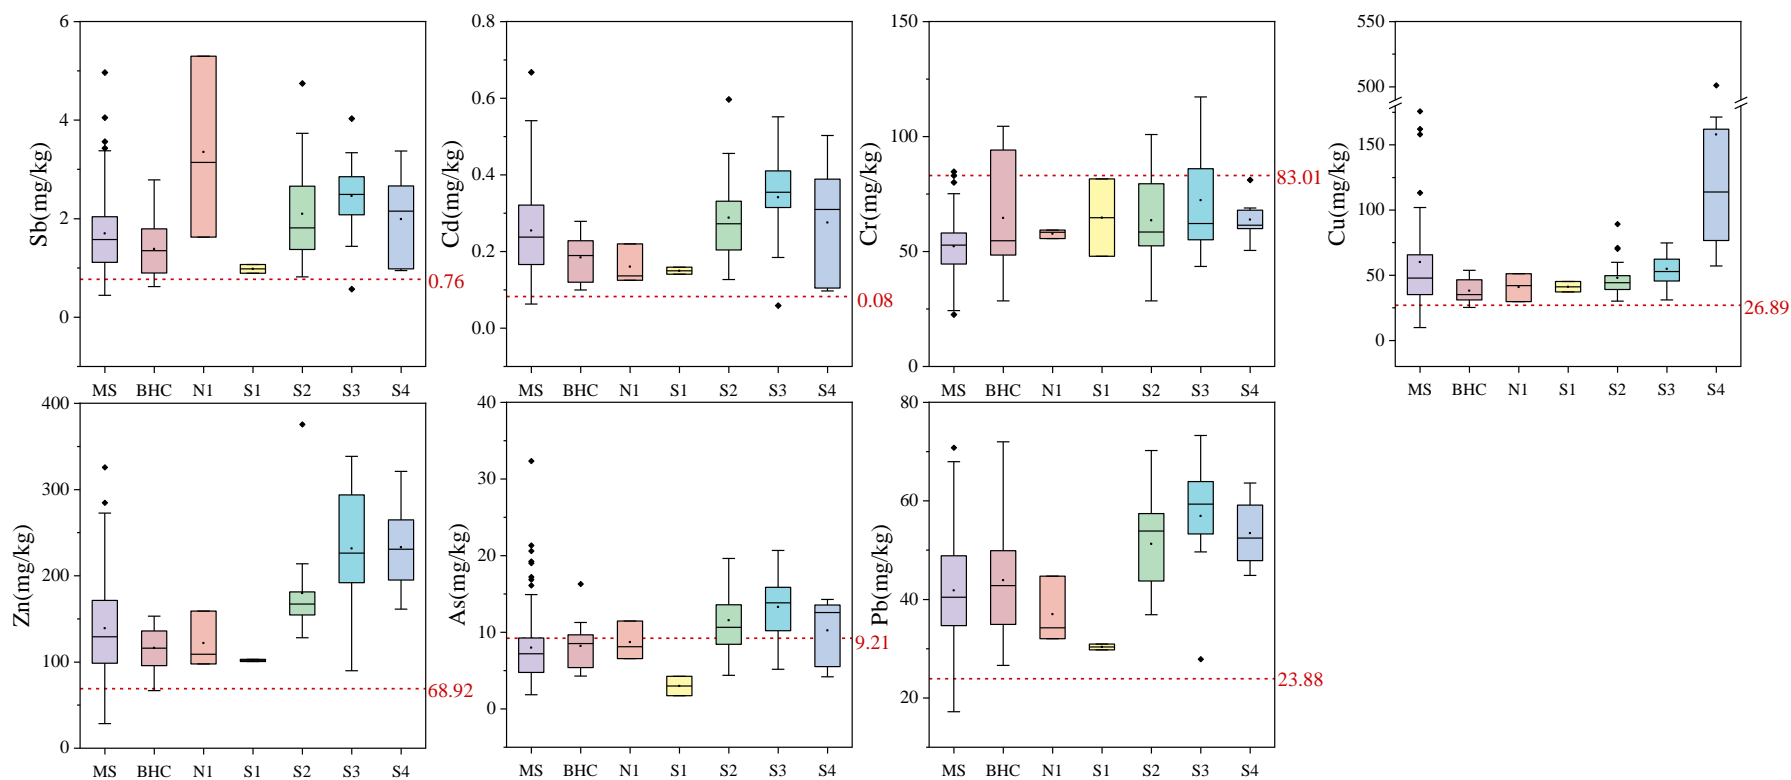 Sb(mg/kg)
6
4
2
0
0.76
MS BHC N1 S1 S2 S3 S4
Cd(mg/kg)
0.8
0.6
0.4
0.2
0.0
0.08
MS BHC N1 S1 S2 S3 S4
Cr(mg/kg)
150
100
50
0
83.01
MS BHC N1 S1 S2 S3 S4
Cu(mg/kg)
550
500
150
100
50
0
26.89
MS BHC N1 S1 S2 S3 S4
Zn(mg/kg)
400
300
200
100
0
68.92
MS BHC N1 S1 S2 S3 S4
As(mg/kg)
40
30
20
10
0
9.21
MS BHC N1 S1 S2 S3 S4
Pb(mg/kg)
80
60
40
20
23.88
MS BHC N1 S1 S2 S3 S4